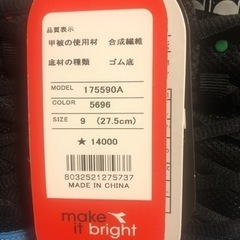 品質表示
甲被の使用材 合成繊維
底材の種類 ゴム底
MODEL 175590A
COLOR 5696
SIZE 9 (27.5cm)
★ 14000
8032521275737
MADE IN CHINA
make
it bright